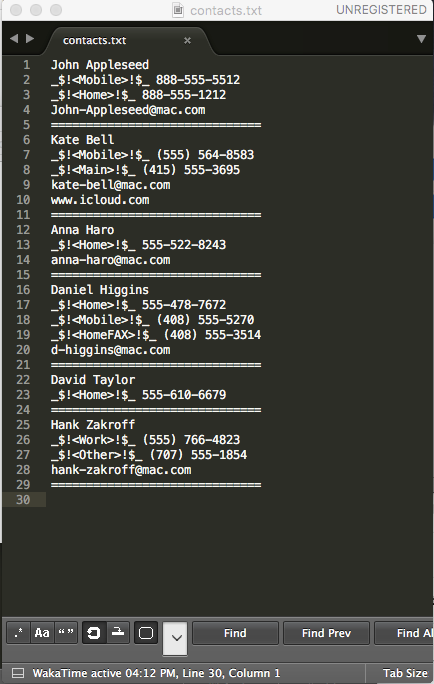 contacts.txt
UNREGISTERED
contacts.txt ×
1 John Appleseed
2 _$!<Mobile>!$_ 888-555-5512
3 _$!<Home>!$_ 888-555-1212
4 John-Appleseed@mac.com
5 ==============================
6 Kate Bell
7 _$!<Mobile>!$_ (555) 564-8583
8 _$!<Main>!$_ (415) 555-3695
9 kate-bell@mac.com
10 www.icloud.com
11 ==============================
12 Anna Haro
13 _$!<Home>!$_ 555-522-8243
14 anna-haro@mac.com
15 ==============================
16 Daniel Higgins
17 _$!<Home>!$_ 555-478-7672
18 _$!<Mobile>!$_ (408) 555-5270
19 _$!<HomeFAX>!$_ (408) 555-3514
20 d-higgins@mac.com
21 ==============================
22 David Taylor
23 _$!<Home>!$_ 555-610-6679
24 ==============================
25 Hank Zakroff
26 _$!<Work>!$_ (555) 766-4823
27 _$!<Other>!$_ (707) 555-1854
28 hank-zakroff@mac.com
29 ==============================
30
.* Aa “” Find Find Prev Find Al
WakaTime active 04:12 PM, Line 30, Column 1 Tab Size